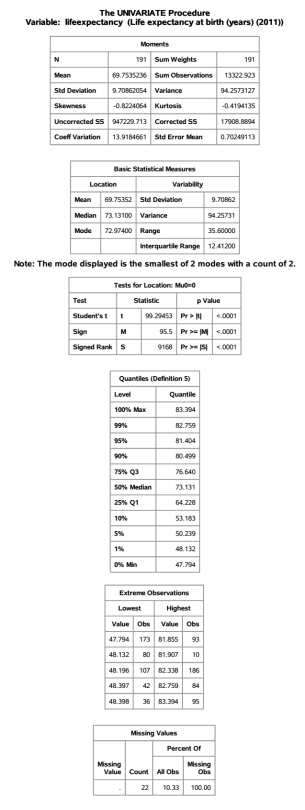 The UNIVARIATE Procedure
Variable: lifeexpectancy (Life expectancy at birth (years) (2011))
Moments
N 191 Sum Weights 191
Mean 69.7535236 Sum Observations 13322.923
Std Deviation 9.70862054 Variance 94.2573127
Skewness -0.8224064 Kurtosis -0.4194135
Uncorrected SS 947229.713 Corrected SS 17908.8894
Coeff Variation 13.9184661 Std Error Mean 0.70249113
Basic Statistical Measures
Location Variability
Mean 69.75352 Std Deviation 9.70862
Median 73.13100 Variance 94.25731
Mode 72.97400 Range 35.60000
Interquartile Range 12.41200
Note: The mode displayed is the smallest of 2 modes with a count of 2.
Tests for Location: Mu0=0
Test Statistic p Value
Student's t t 99.29453 Pr > |t| <.0001
Sign M 95.5 Pr >= |M| <.0001
Signed Rank S 9168 Pr >= |S| <.0001
Quantiles (Definition 5)
Level Quantile
100% Max 83.394
99% 82.759
95% 81.404
90% 80.499
75% Q3 76.640
50% Median 73.131
25% Q1 64.228
10% 53.183
5% 50.239
1% 48.132
0% Min 47.794
Extreme Observations
Lowest Highest
Value Obs Value Obs
47.794 173 81.855 93
48.132 80 81.907 10
48.196 107 82.338 186
48.397 42 82.759 84
48.398 36 83.394 95
Missing Values
Percent Of
Missing Value Count All Obs Missing Obs
. 22 10.33 100.00